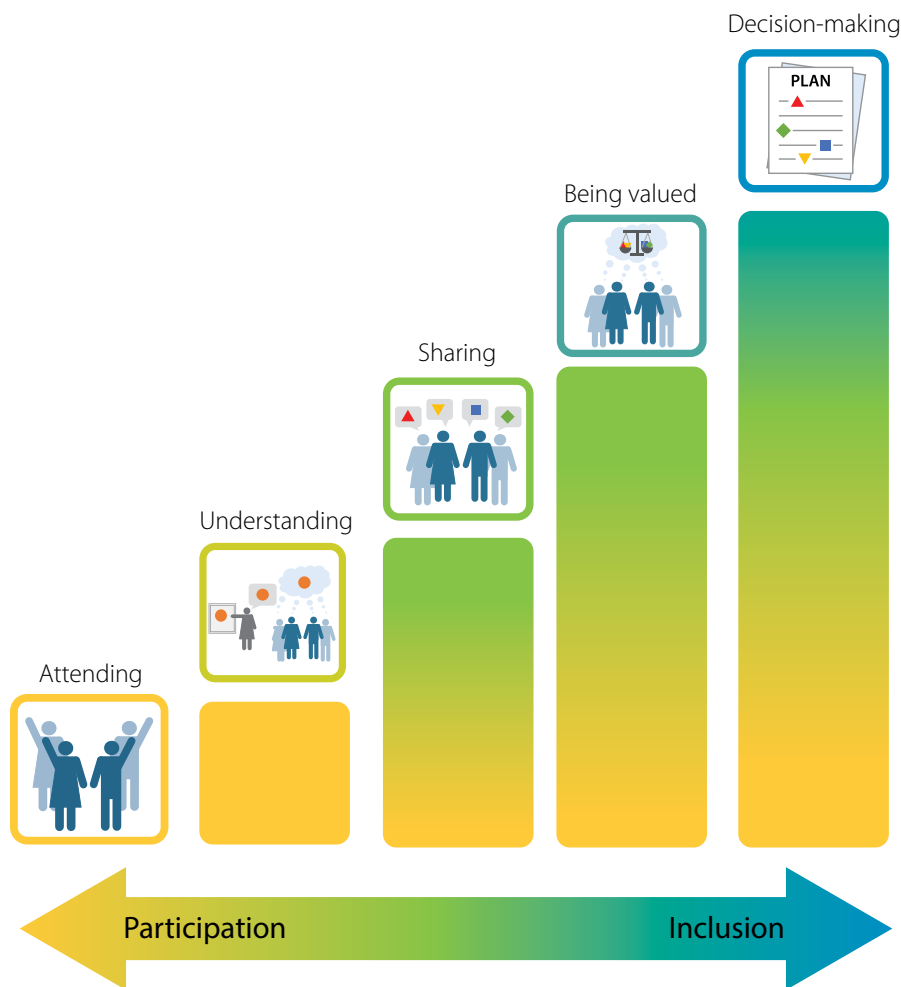 Decision-making
PLAN
Being valued
Sharing
Understanding
Attending
Participation
Inclusion